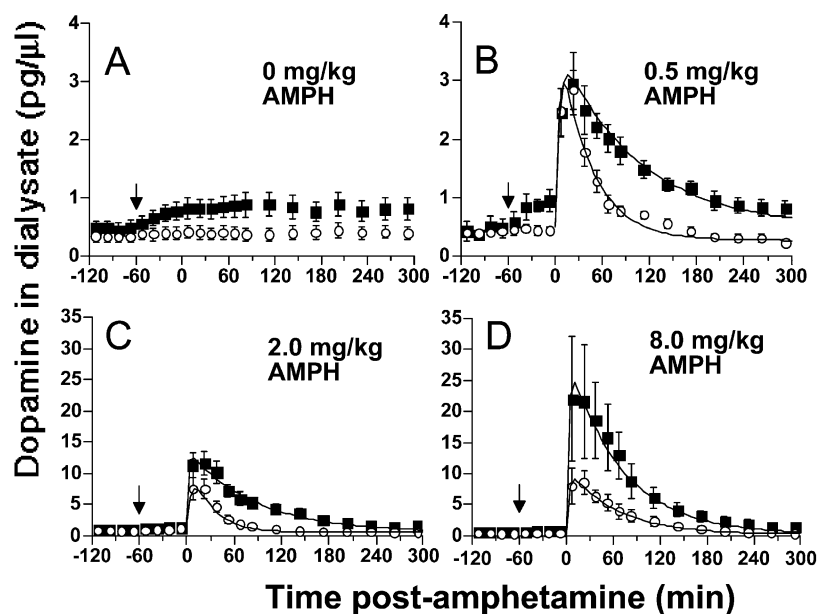 Dopamine in dialysate (pg/µl)
A
0 mg/kg
AMPH
4
3
2
1
0
-120 -60 0 60 120 180 240 300
B
0.5 mg/kg
AMPH
4
3
2
1
0
-120 -60 0 60 120 180 240 300
C
2.0 mg/kg
AMPH
35
30
25
20
15
10
5
0
-120 -60 0 60 120 180 240 300
D
8.0 mg/kg
AMPH
35
30
25
20
15
10
5
0
-120 -60 0 60 120 180 240 300
Time post-amphetamine (min)